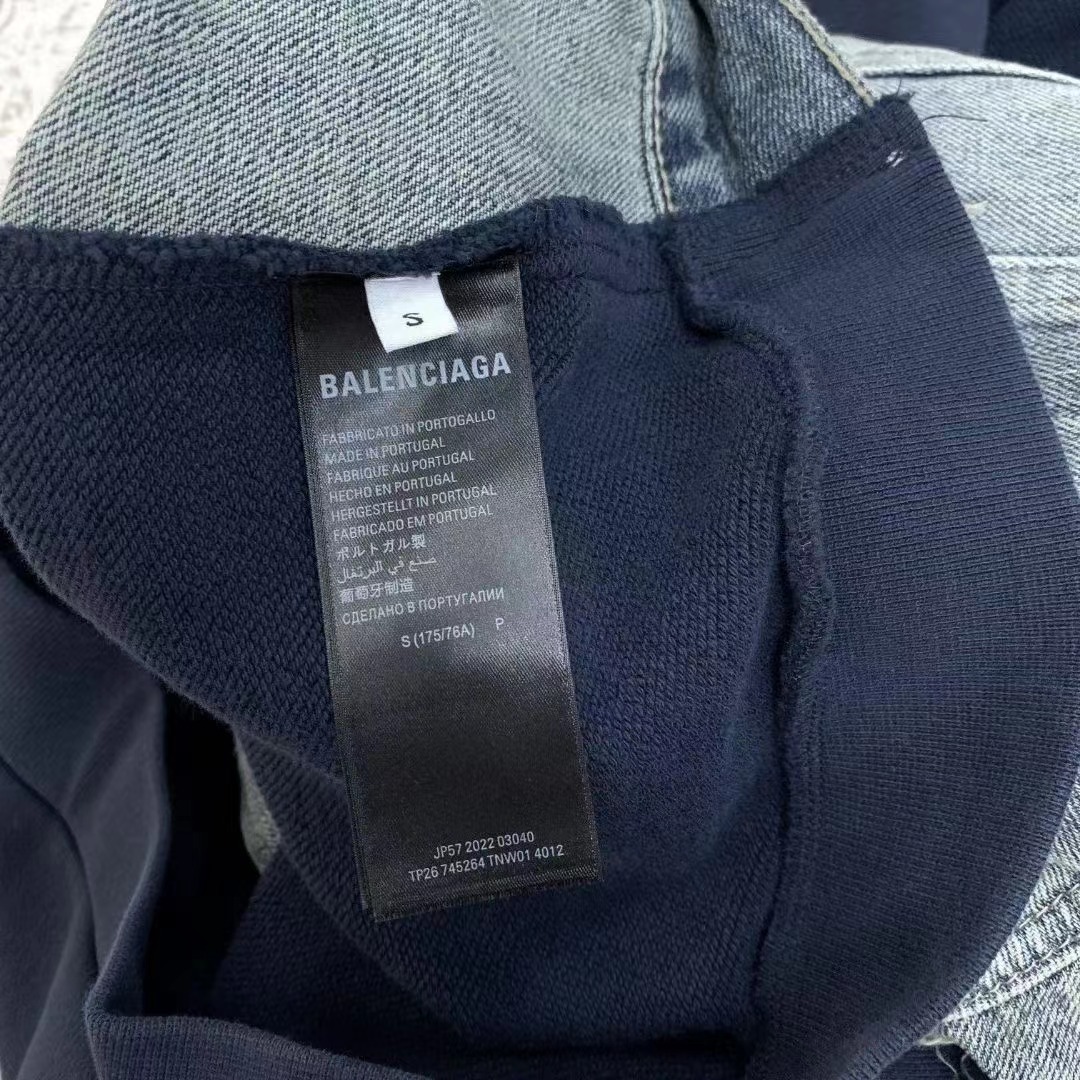 S
BALENCIAGA
FABBRICATO IN PORTOGALLO
MADE IN PORTUGAL
FABRIQUE AU PORTUGAL
HECHO EN PORTUGAL
HERGESTELLT IN PORTUGAL
FABRICADO EM PORTUGAL
ポルトガル製
صنع في البرتغال
葡萄牙制造
СДЕЛАНО В ПОРТУГАЛИИ
S (175/76A) P
JP57 2022 03040
TP26 745264 TNW01 4012